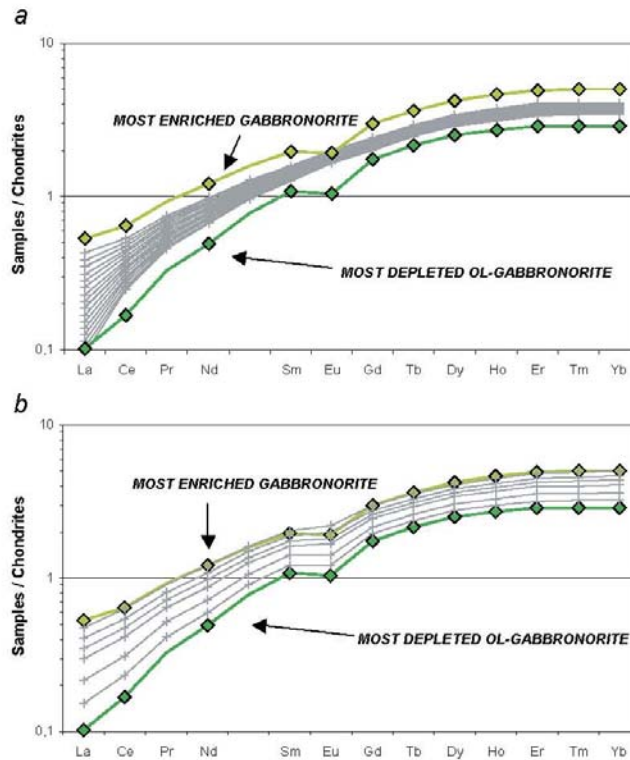 a
10
MOST ENRICHED GABBRONORITE
Samples / Chondrites
1
MOST DEPLETED OL-GABBRONORITE
0,1
La Ce Pr Nd Sm Eu Gd Tb Dy Ho Er Tm Yb
b
10
MOST ENRICHED GABBRONORITE
Samples / Chondrites
1
MOST DEPLETED OL-GABBRONORITE
0,1
La Ce Pr Nd Sm Eu Gd Tb Dy Ho Er Tm Yb